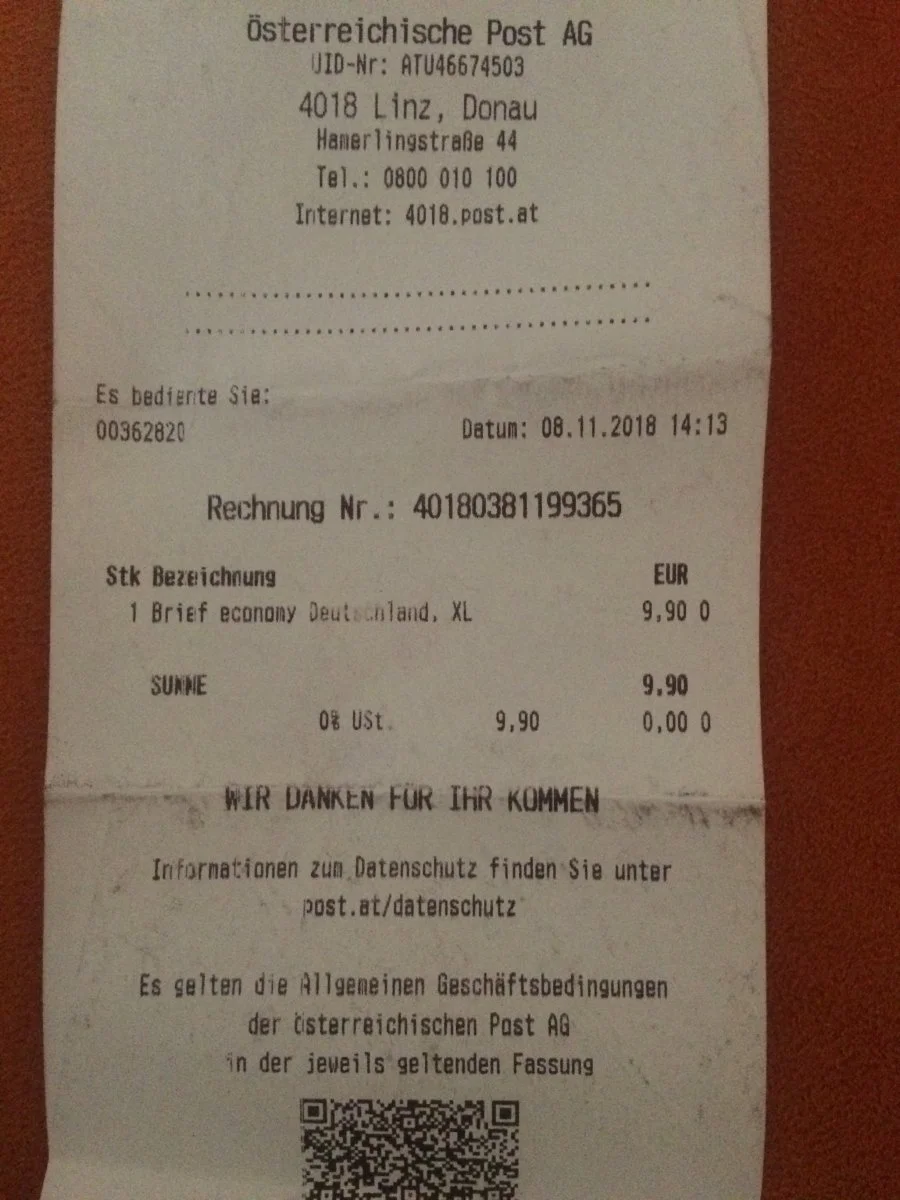 Österreichische Post AG
UID-Nr: ATU46674503
4018 Linz, Donau
Hamerlingstraße 44
Tel.: 0800 010 100
Internet: 4018.post.at
Es bediente Sie:
00362820 Datum: 08.11.2018 14:13
Rechnung Nr.: 40180381199365
Stk Bezeichnung EUR
1 Brief economy Deutschland, XL 9,90 0
SUMME 9,90
0% USt. 9,90 0,00 0
WIR DANKEN FÜR IHR KOMMEN
Informationen zum Datenschutz finden Sie unter
post.at/datenschutz
Es gelten die Allgemeinen Geschäftsbedingungen
der österreichischen Post AG
in der jeweils geltenden Fassung